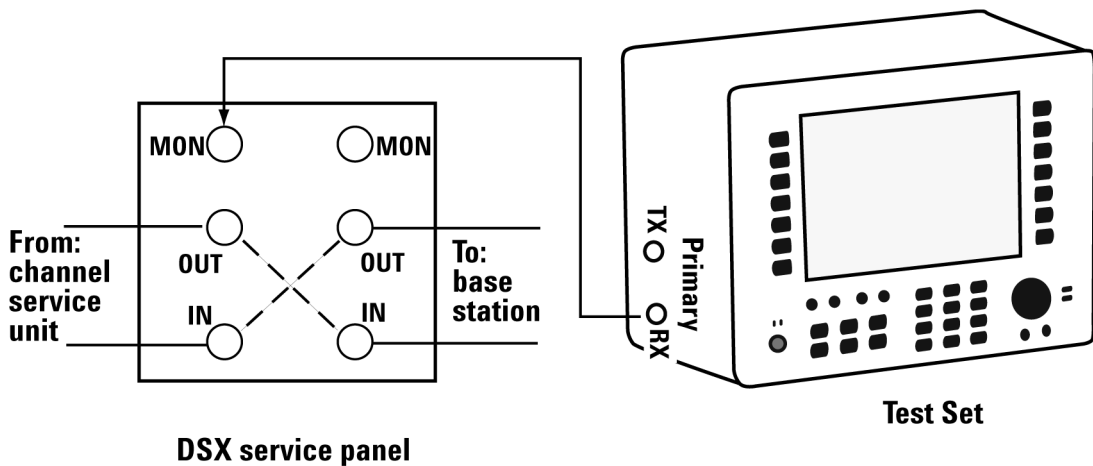 MON
MON
From:
channel
service
unit
OUT
OUT
IN
IN
To:
base
station
TX
RX
Primary
Test Set
DSX service panel